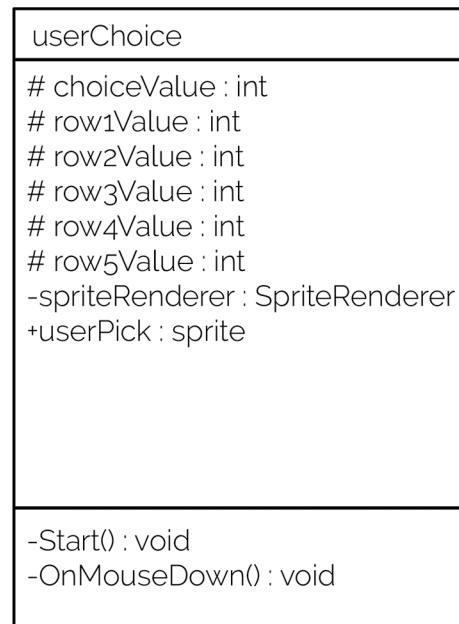 userChoice
# choiceValue : int
# row1Value : int
# row2Value : int
# row3Value : int
# row4Value : int
# row5Value : int
-spriteRenderer : SpriteRenderer
+userPick : sprite
-Start() : void
-OnMouseDown() : void